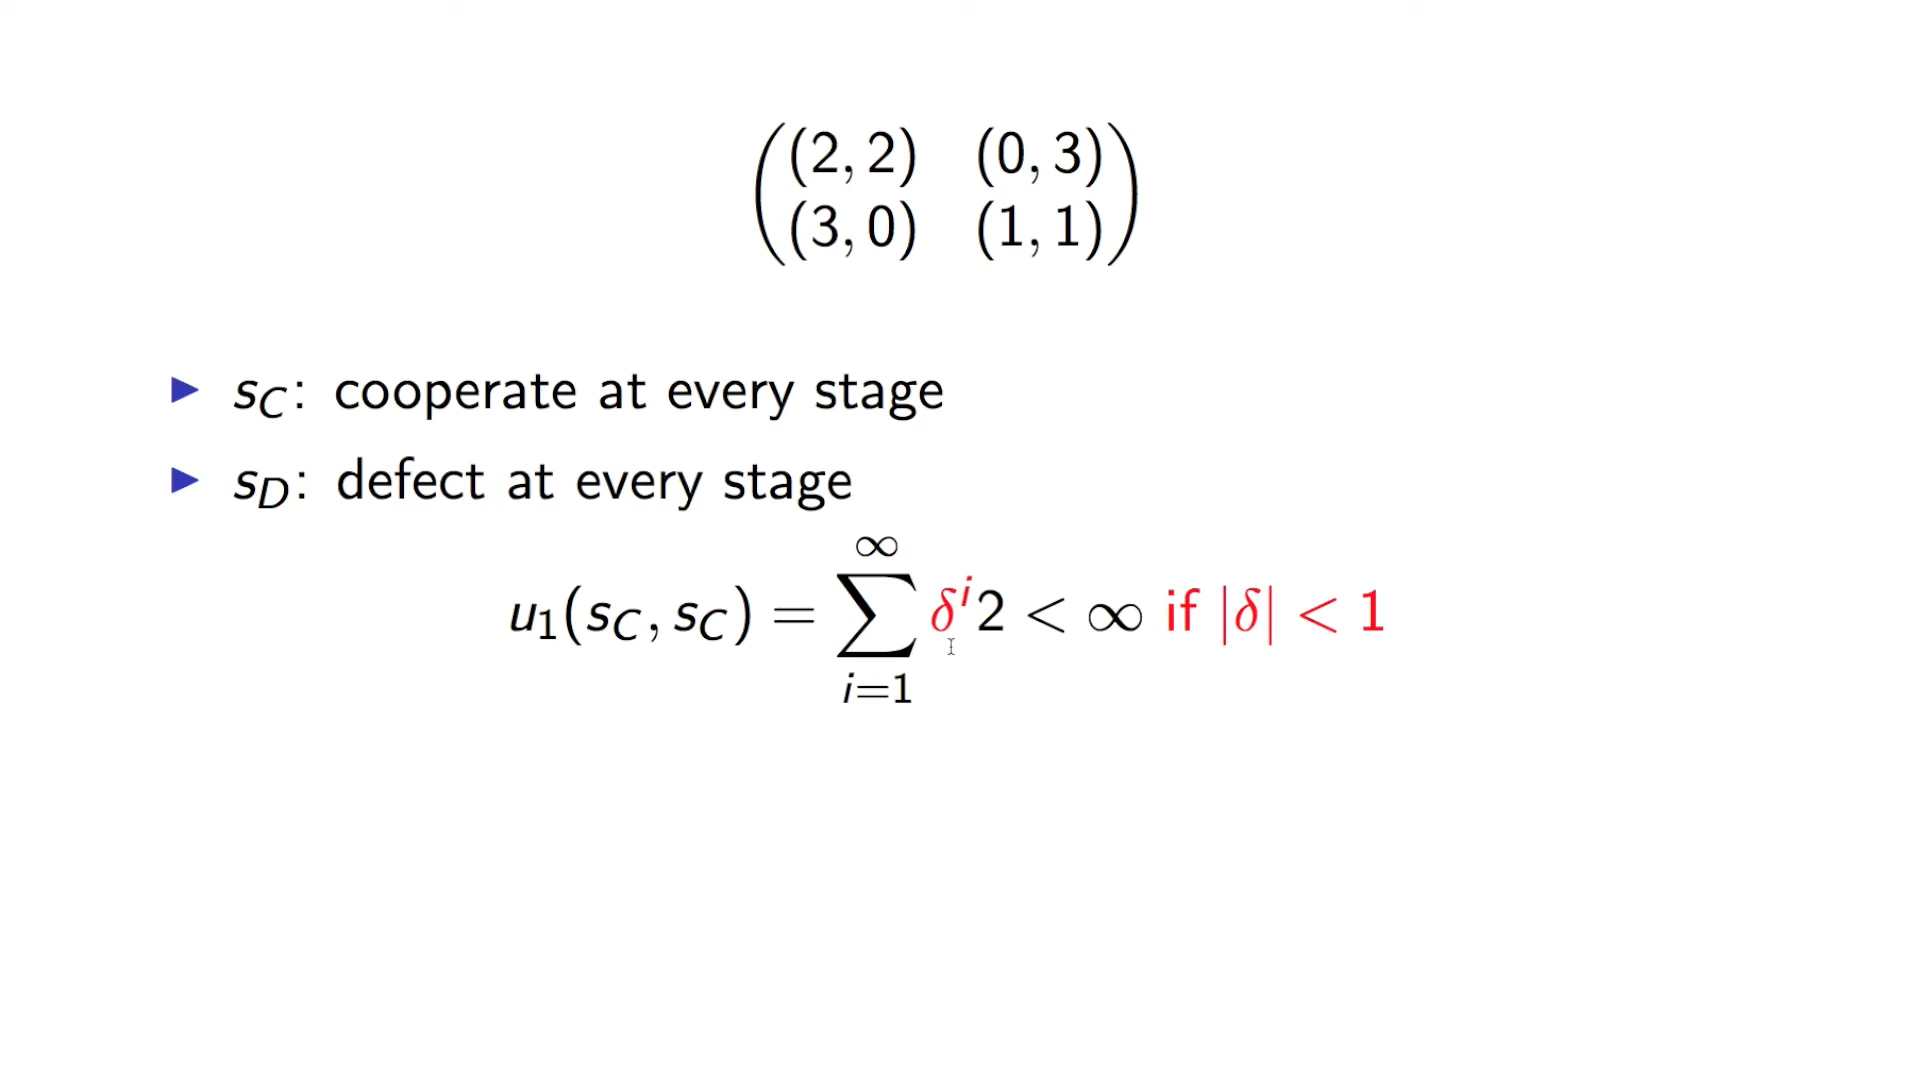 (2, 2) (0, 3)
(3, 0) (1, 1)
▶ s_C: cooperate at every stage
▶ s_D: defect at every stage
u_1(s_C, s_C) = ∑_{i=1}^{∞} δ^i 2 < ∞ if |δ| < 1